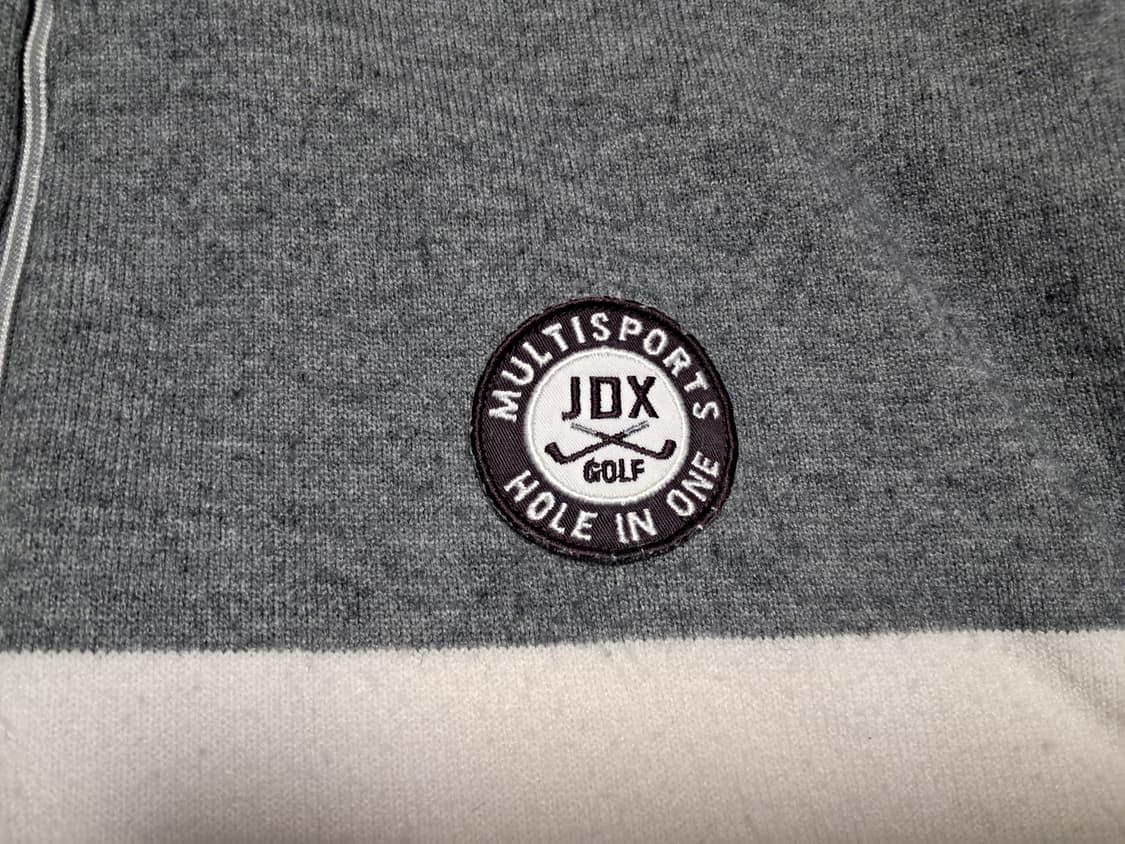 MULTISPORTS
JDX
GOLF
HOLE IN ONE